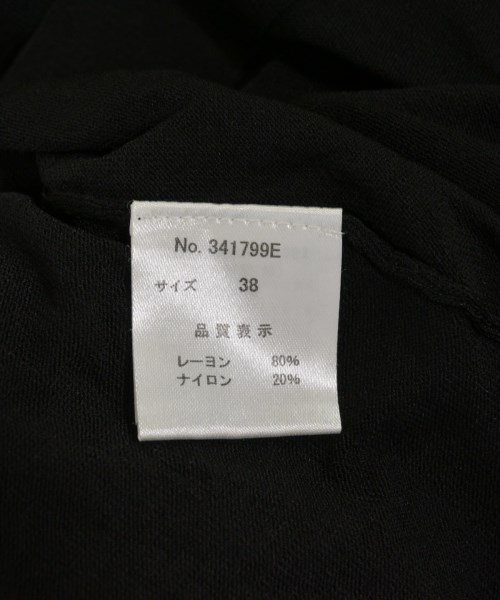 No. 341799E
サイズ 38
品質表示
レーヨン 80%
ナイロン 20%